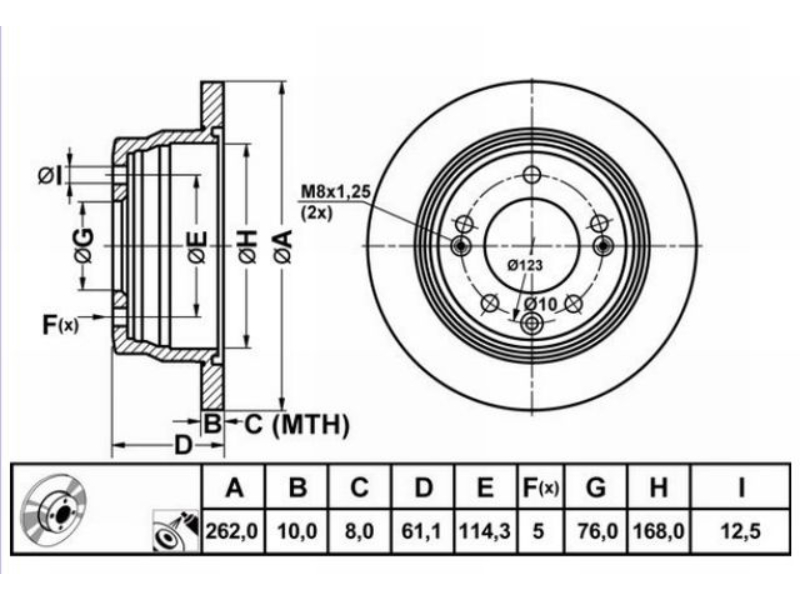 ØI
ØG
ØE
ØH
ØA
F(x)
B
C (MTH)
D
M8x1,25
(2x)
Ø123
Ø10
A B C D E F(x) G H I
262,0 10,0 8,0 61,1 114,3 5 76,0 168,0 12,5